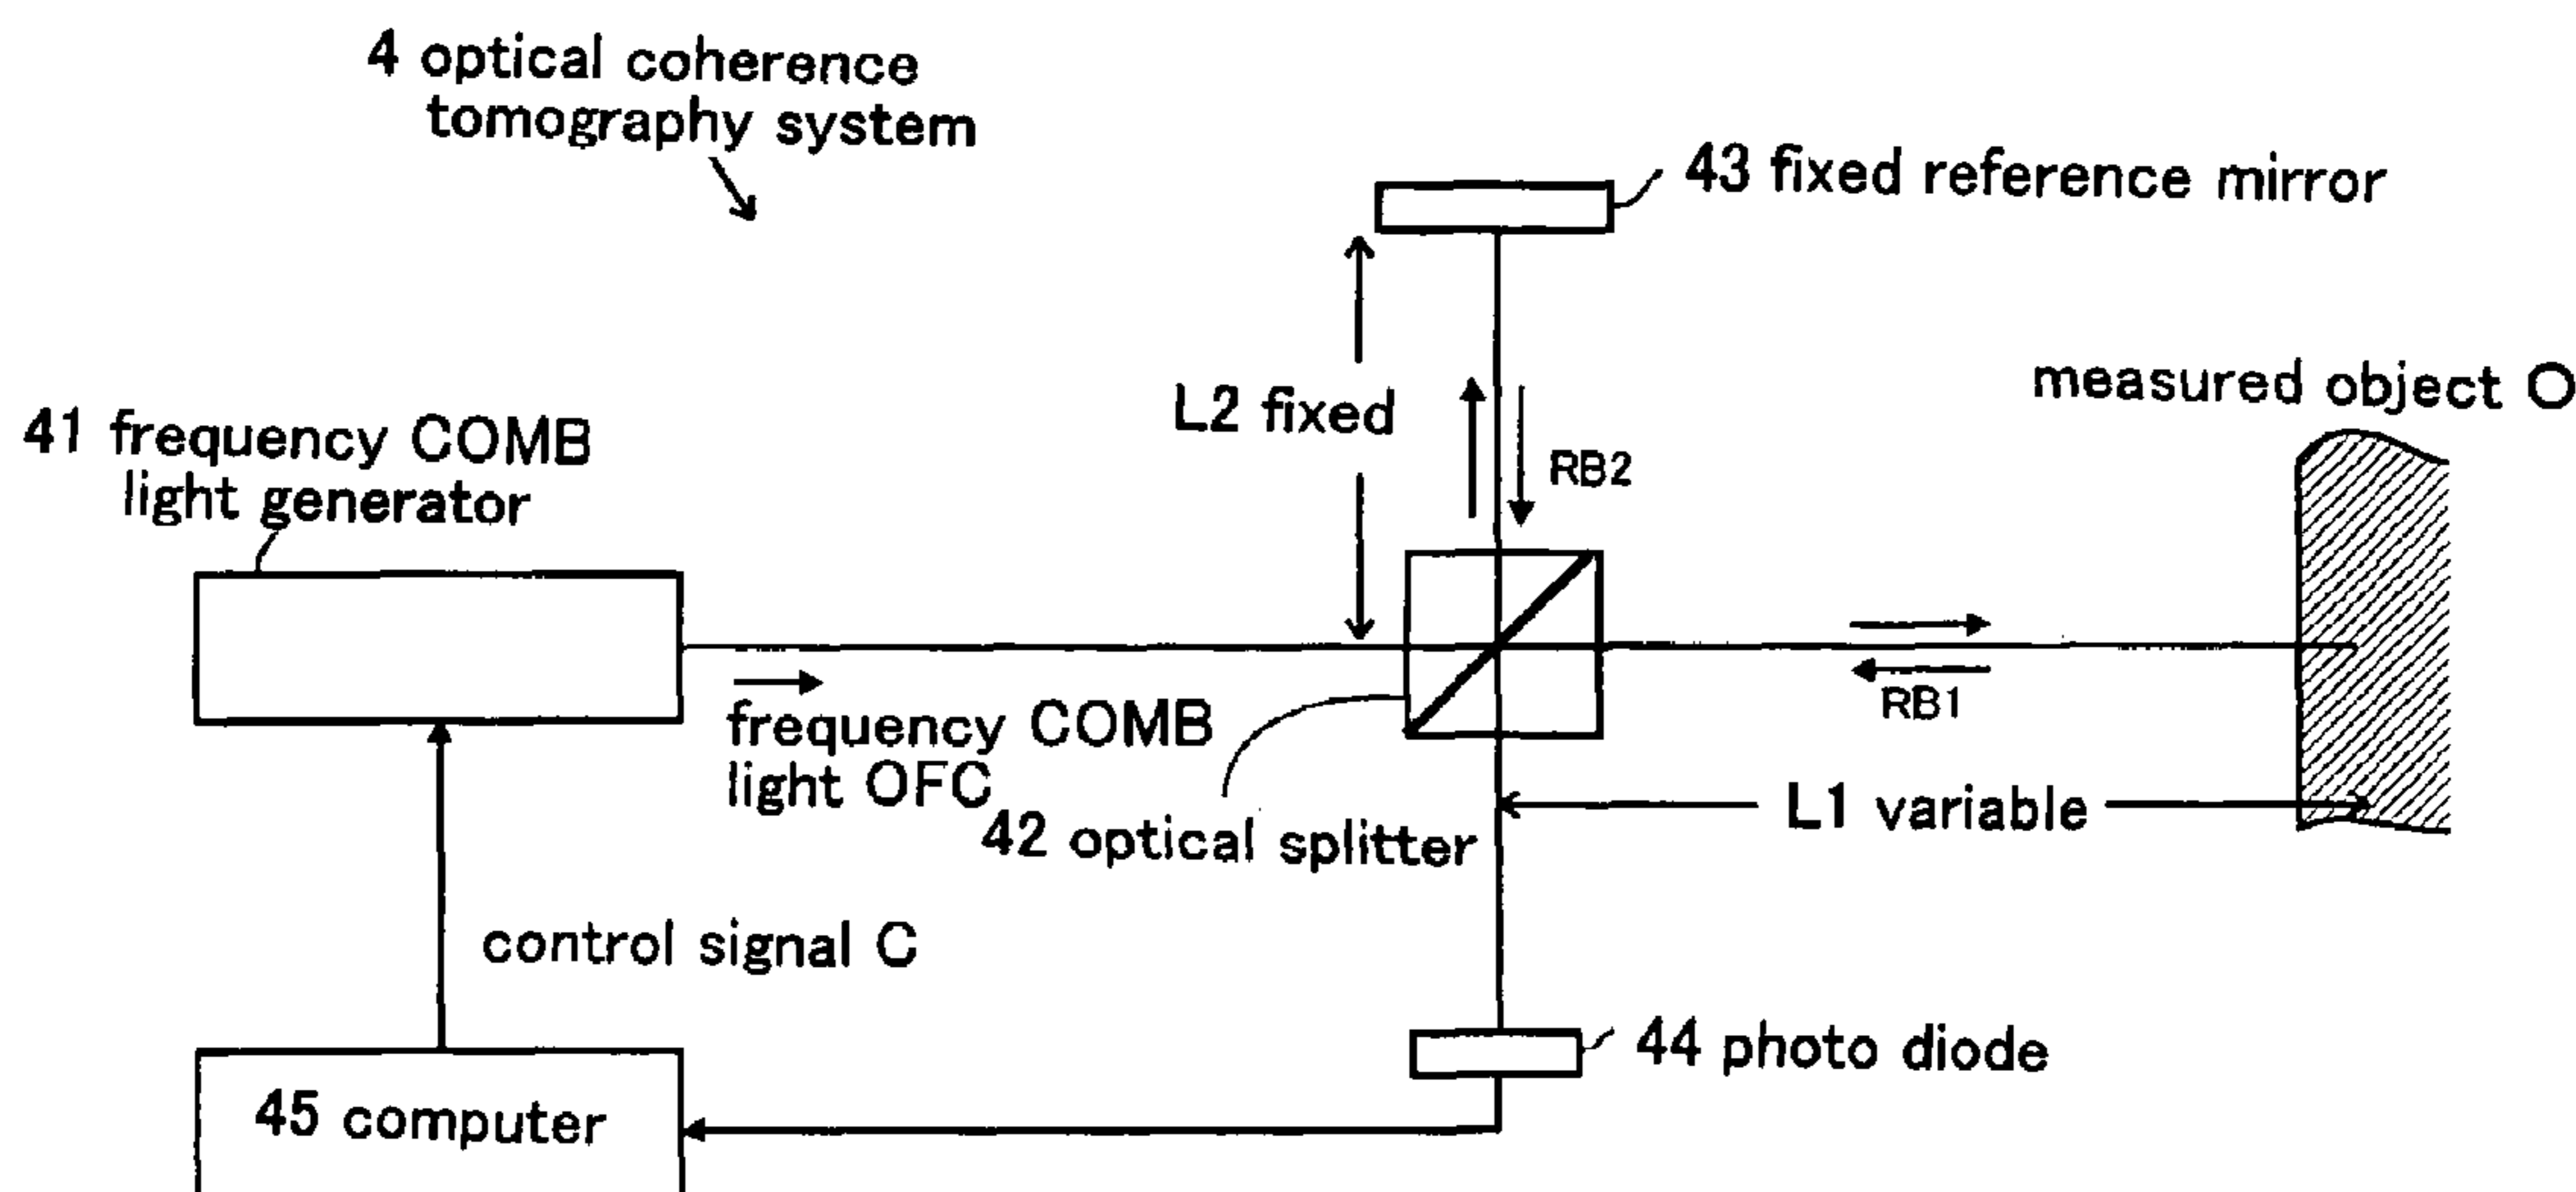 4 optical coherence
tomography system
43 fixed reference mirror
measured object O
L2 fixed
RB2
41 frequency COMB
light generator
RB1
frequency COMB
light OFC
42 optical splitter
L1 variable
control signal C
44 photo diode
45 computer